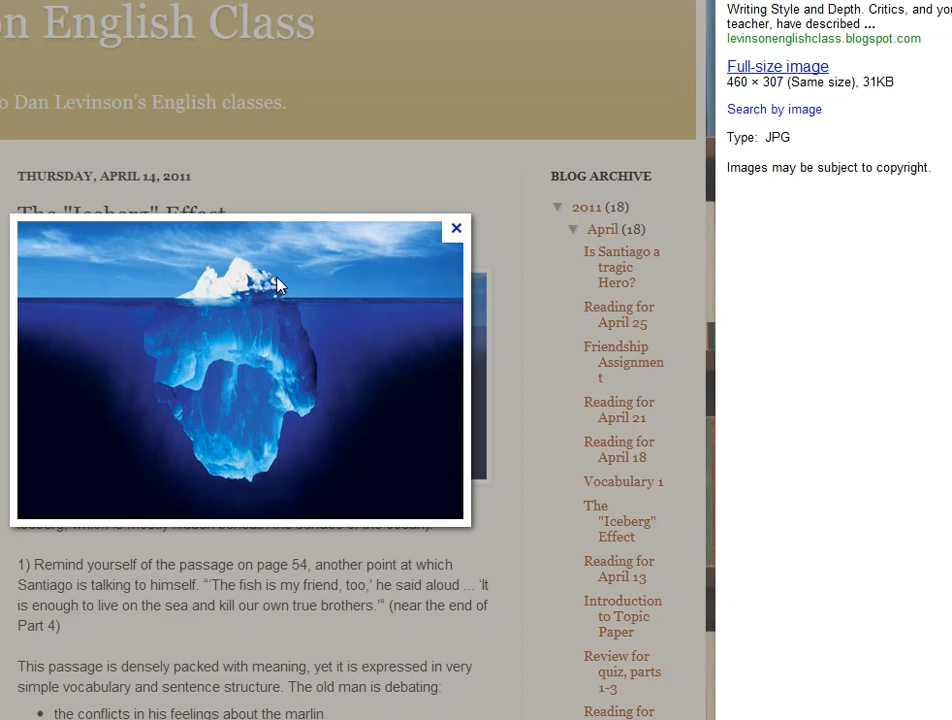 on English Class
o Dan Levinson's English classes.
THURSDAY, APRIL 14, 2011
The "Iceberg" Effect
1) Remind yourself of the passage on page 54, another point at which
Santiago is talking to himself. "'The fish is my friend, too,' he said aloud ... 'It
is enough to live on the sea and kill our own true brothers.'" (near the end of
Part 4)
This passage is densely packed with meaning, yet it is expressed in very
simple vocabulary and sentence structure. The old man is debating:
• the conflicts in his feelings about the marlin
BLOG ARCHIVE
▼ 2011 (18)
▼ April (18)
Is Santiago a
tragic
Hero?
Reading for
April 25
Friendship
Assignmen
t
Reading for
April 21
Reading for
April 18
Vocabulary 1
The
"Iceberg"
Effect
Reading for
April 13
Introduction
to Topic
Paper
Review for
quiz, parts
1-3
Reading for
Writing Style and Depth. Critics, and you
teacher, have described ...
levinsonenglishclass.blogspot.com
Full-size image
460 × 307 (Same size), 31KB
Search by image
Type: JPG
Images may be subject to copyright.